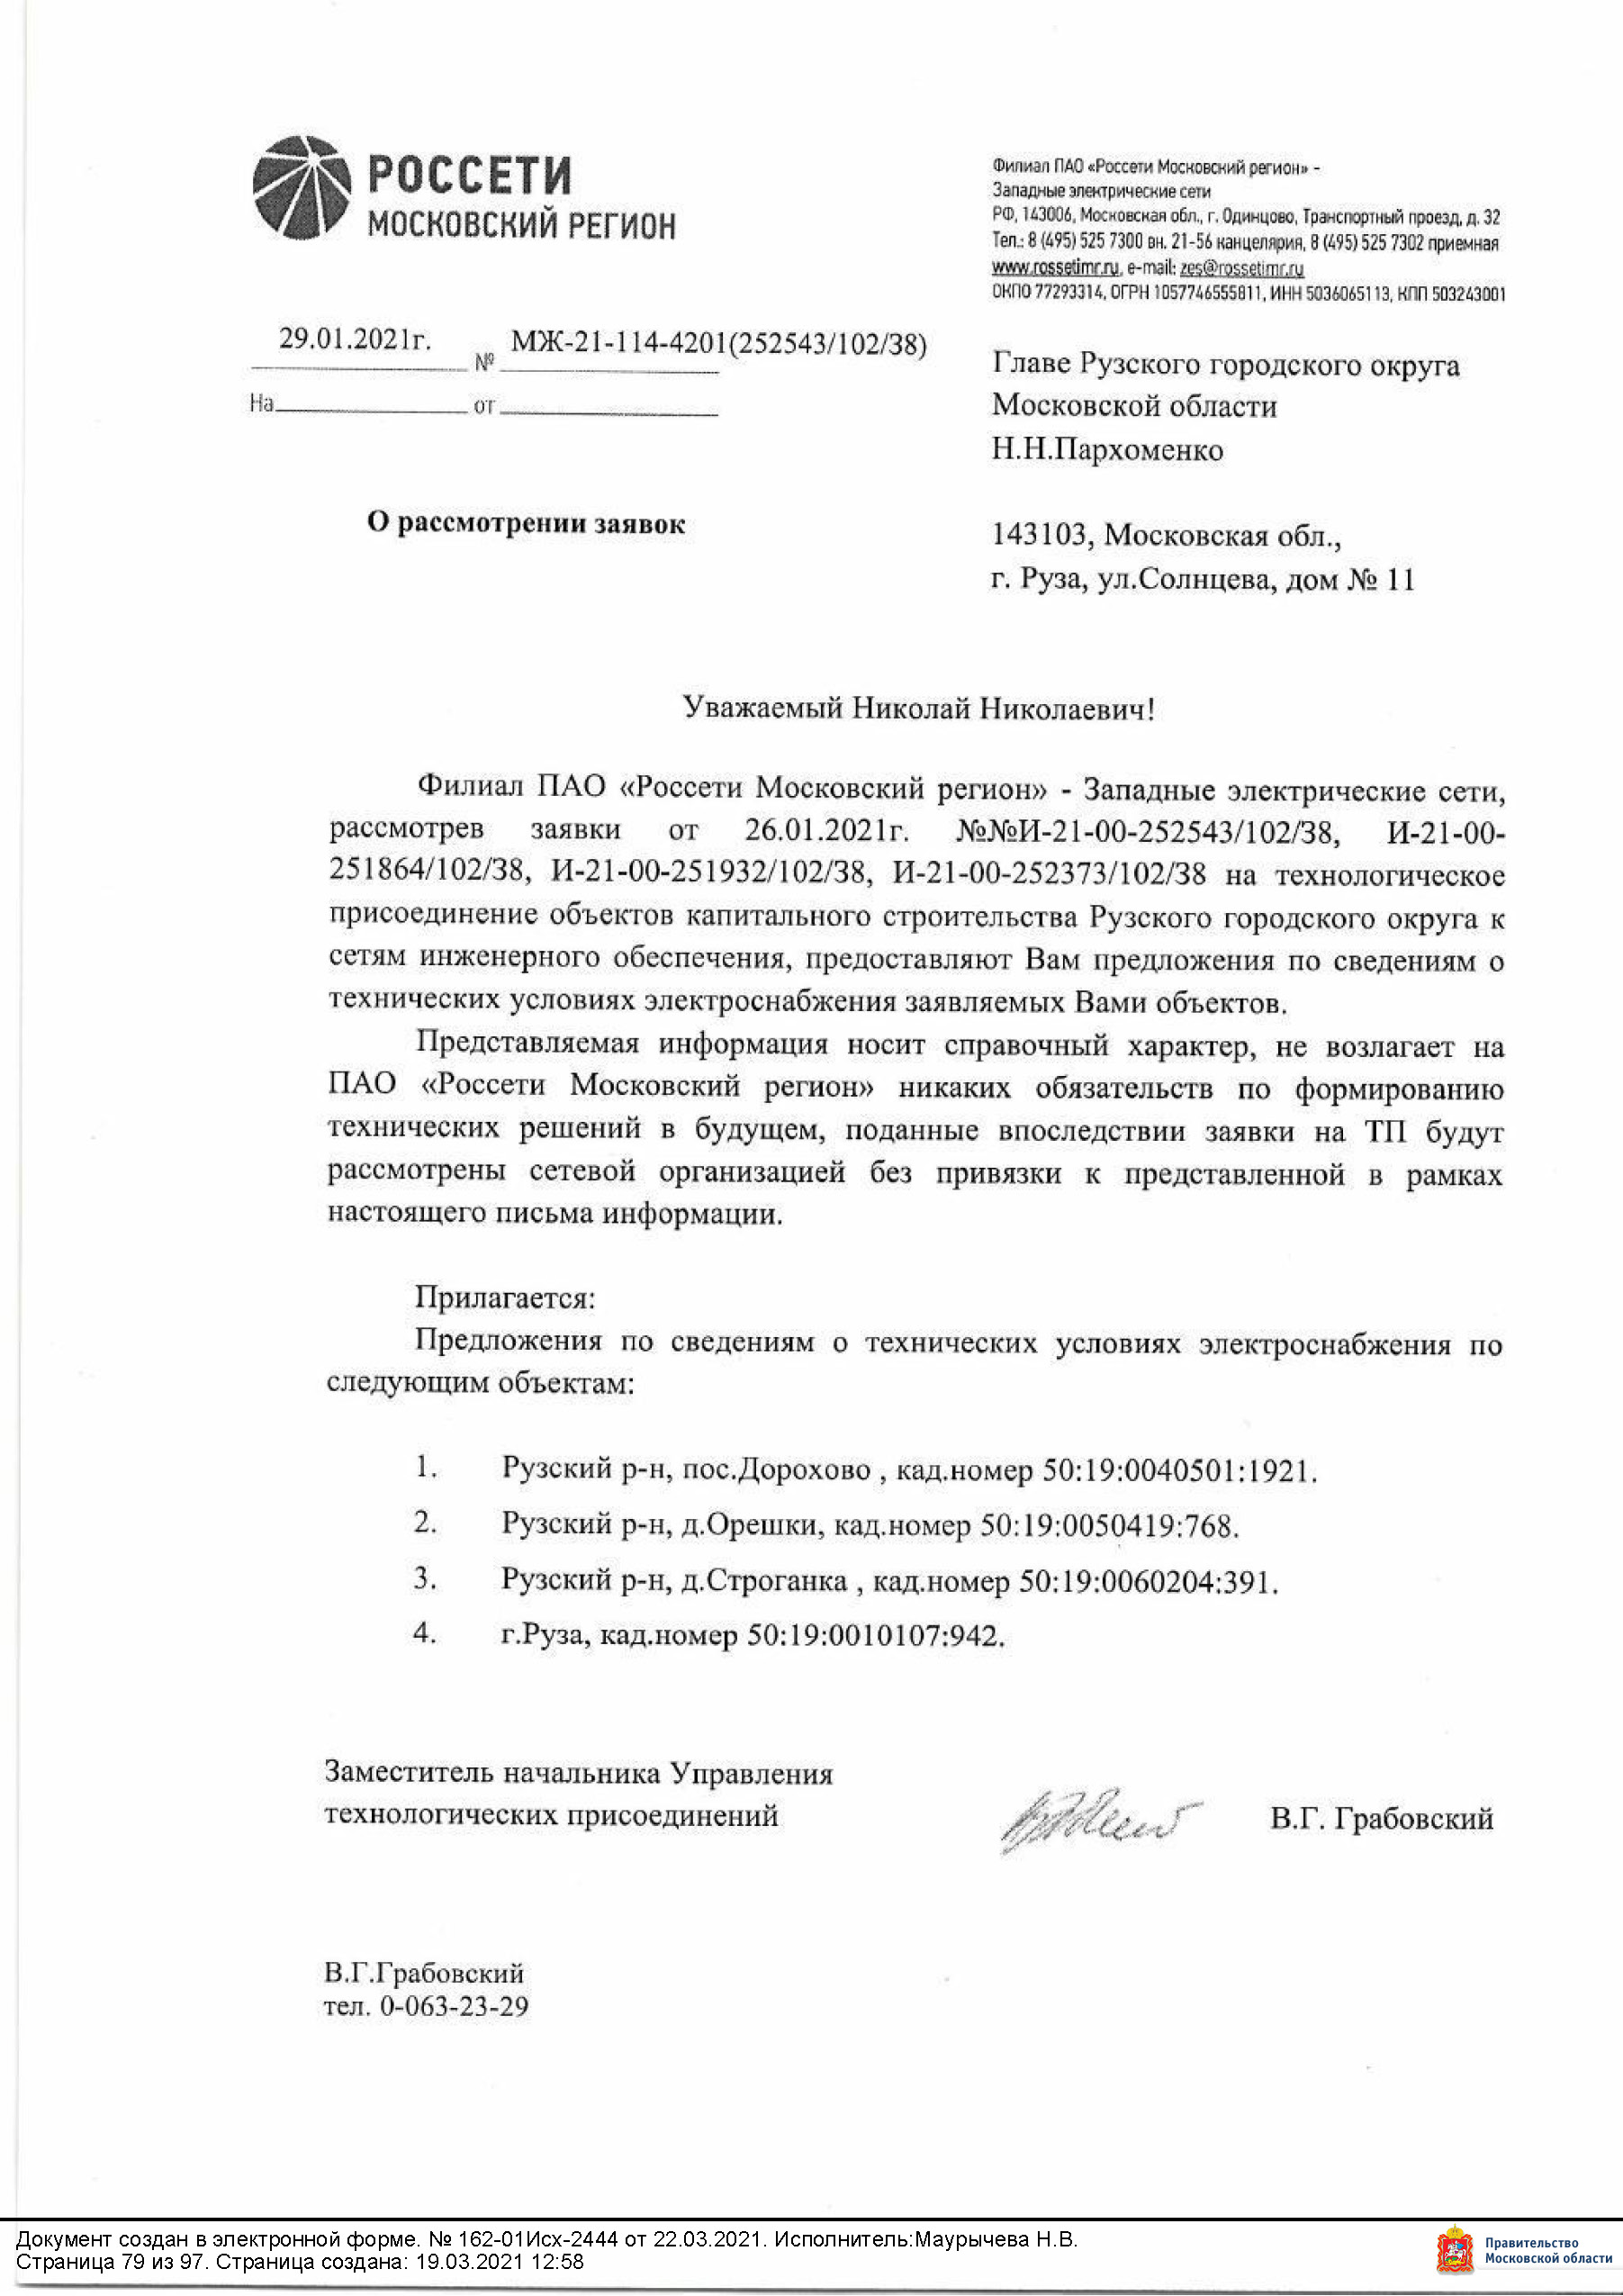 РОССЕТИ
МОСКОВСКИЙ РЕГИОН
Филиал ПАО «Россети Московский регион» -
Западные электрические сети
РФ, 143006, Московская обл., г. Одинцово, Транспортный проезд, д. 32
Тел.: 8 (495) 525 7300 вн. 21-56 канцелярия, 8 (495) 525 7302 приемная
www.rossetimr.ru, e-mail: zes@rossetimr.ru
ОКПО 77293314, ОГРН 1057746555811, ИНН 5036065113, КПП 503243001
29.01.2021г. № МЖ-21-114-4201(252543/102/38)
На от
Главе Рузского городского округа
Московской области
Н.Н.Пархоменко
О рассмотрении заявок
143103, Московская обл.,
г. Руза, ул.Солнцева, дом № 11
Уважаемый Николай Николаевич!
Филиал ПАО «Россети Московский регион» - Западные электрические сети,
рассмотрев заявки от 26.01.2021г. №№И-21-00-252543/102/38, И-21-00-
251864/102/38, И-21-00-251932/102/38, И-21-00-252373/102/38 на технологическое
присоединение объектов капитального строительства Рузского городского округа к
сетям инженерного обеспечения, предоставляют Вам предложения по сведениям о
технических условиях электроснабжения заявляемых Вами объектов.
Представляемая информация носит справочный характер, не возлагает на
ПАО «Россети Московский регион» никаких обязательств по формированию
технических решений в будущем, поданные впоследствии заявки на ТП будут
рассмотрены сетевой организацией без привязки к представленной в рамках
настоящего письма информации.
Прилагается:
Предложения по сведениям о технических условиях электроснабжения по
следующим объектам:
1. Рузский р-н, пос.Дорохово , кад.номер 50:19:0040501:1921.
2. Рузский р-н, д.Орешки, кад.номер 50:19:0050419:768.
3. Рузский р-н, д.Строганка , кад.номер 50:19:0060204:391.
4. г.Руза, кад.номер 50:19:0010107:942.
Заместитель начальника Управления
технологических присоединений
В.Г. Грабовский
В.Г.Грабовский
тел. 0-063-23-29
Документ создан в электронной форме. № 162-01Исх-2444 от 22.03.2021. Исполнитель:Маурычева Н.В.
Страница 79 из 97. Страница создана: 19.03.2021 12:58
Правительство
Московской области